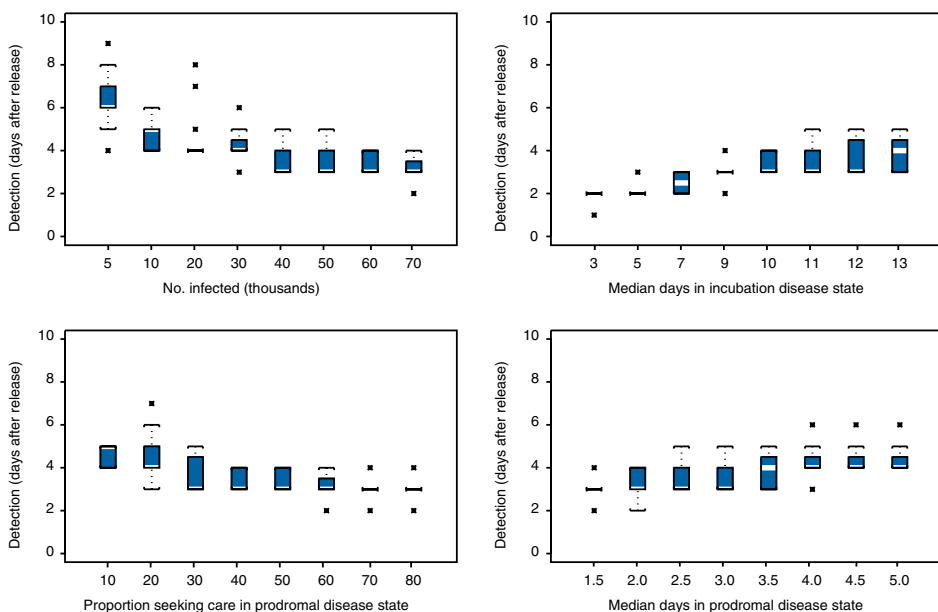 Detection (days after release)
10
8
6
4
2
0
5 10 20 30 40 50 60 70
No. infected (thousands)
Detection (days after release)
10
8
6
4
2
0
3 5 7 9 10 11 12 13
Median days in incubation disease state
Detection (days after release)
10
8
6
4
2
0
10 20 30 40 50 60 70 80
Proportion seeking care in prodromal disease state
Detection (days after release)
10
8
6
4
2
0
1.5 2.0 2.5 3.0 3.5 4.0 4.5 5.0
Median days in prodromal disease state